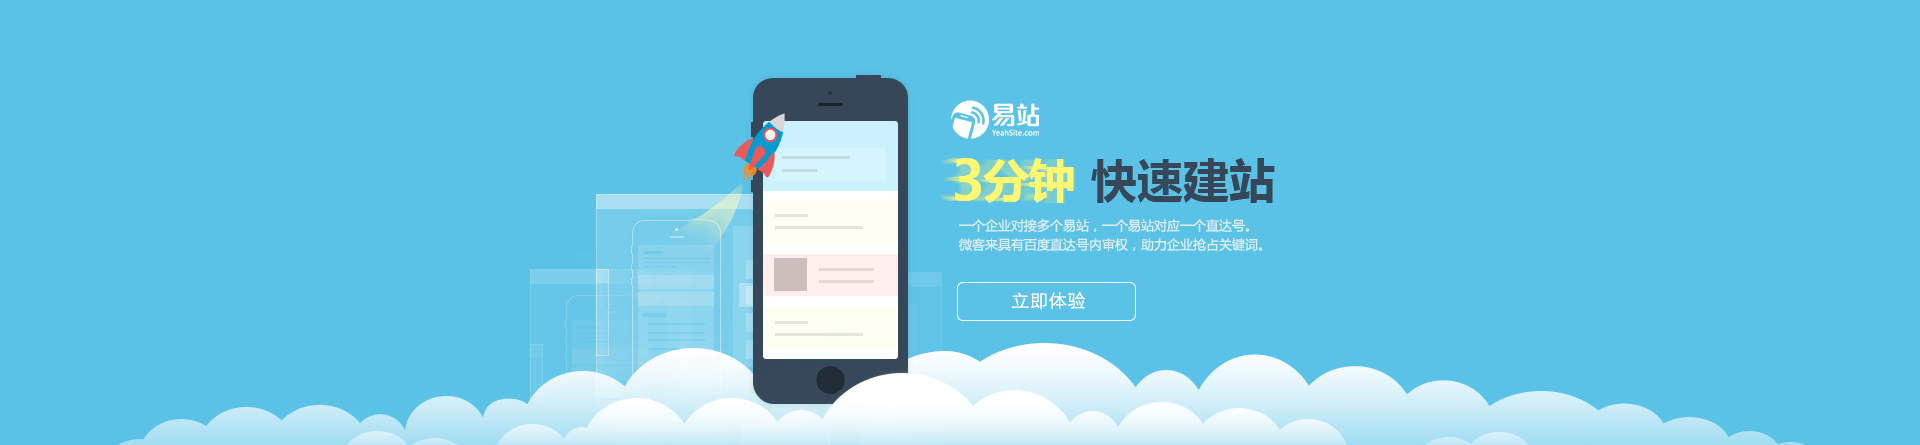 易站
YeahSite.com
3分钟 快速建站
一个企业对接多个易站，一个易站对应一个直达号。
微客来具有百度直达号内审权，助力企业抢占关键词。
立即体验